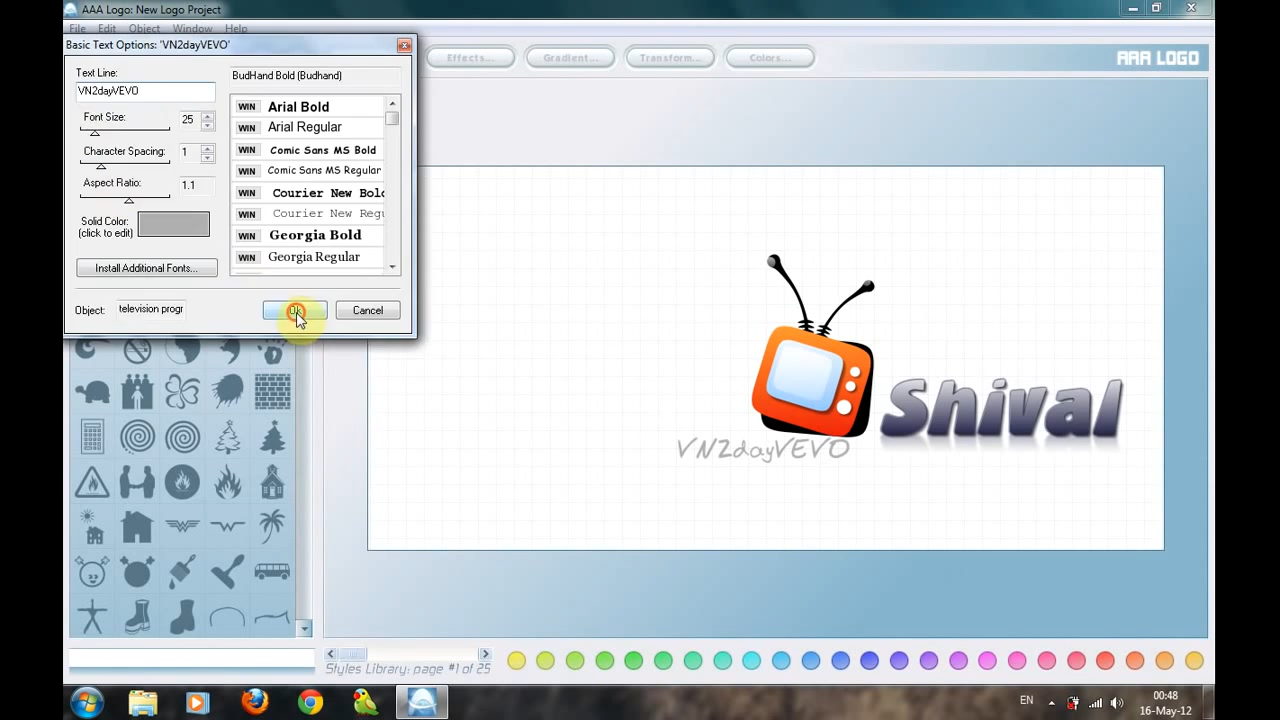 AAA Logo: New Logo Project
File Edit Object Window Help
Basic Text Options: 'VN2dayVEVO'
Effects... Gradient... Transform... Colors...
AAA LOGO
Text Line:
VN2dayVEVO
Font Size: 25
Character Spacing: 1
Aspect Ratio: 1.1
Solid Color:
(click to edit)
Install Additional Fonts...
BudHand Bold (Budhand)
WIN Arial Bold
WIN Arial Regular
WIN Comic Sans MS Bold
WIN Comic Sans MS Regular
WIN Courier New Bold
WIN Courier New Regu
WIN Georgia Bold
WIN Georgia Regular
Object: television progr
Ok Cancel
Shival
VN2dayVEVO
Styles Library: page #1 of 25
EN
00:48
16-May-12